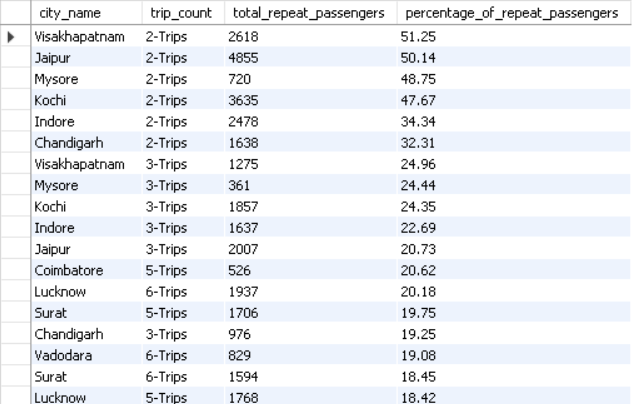 city_name trip_count total_repeat_passengers percentage_of_repeat_passengers
Visakhapatnam 2-Trips 2618 51.25
Jaipur 2-Trips 4855 50.14
Mysore 2-Trips 720 48.75
Kochi 2-Trips 3635 47.67
Indore 2-Trips 2478 34.34
Chandigarh 2-Trips 1638 32.31
Visakhapatnam 3-Trips 1275 24.96
Mysore 3-Trips 361 24.44
Kochi 3-Trips 1857 24.35
Indore 3-Trips 1637 22.69
Jaipur 3-Trips 2007 20.73
Coimbatore 5-Trips 526 20.62
Lucknow 6-Trips 1937 20.18
Surat 5-Trips 1706 19.75
Chandigarh 3-Trips 976 19.25
Vadodara 6-Trips 829 19.08
Surat 6-Trips 1594 18.45
Lucknow 5-Trips 1768 18.42